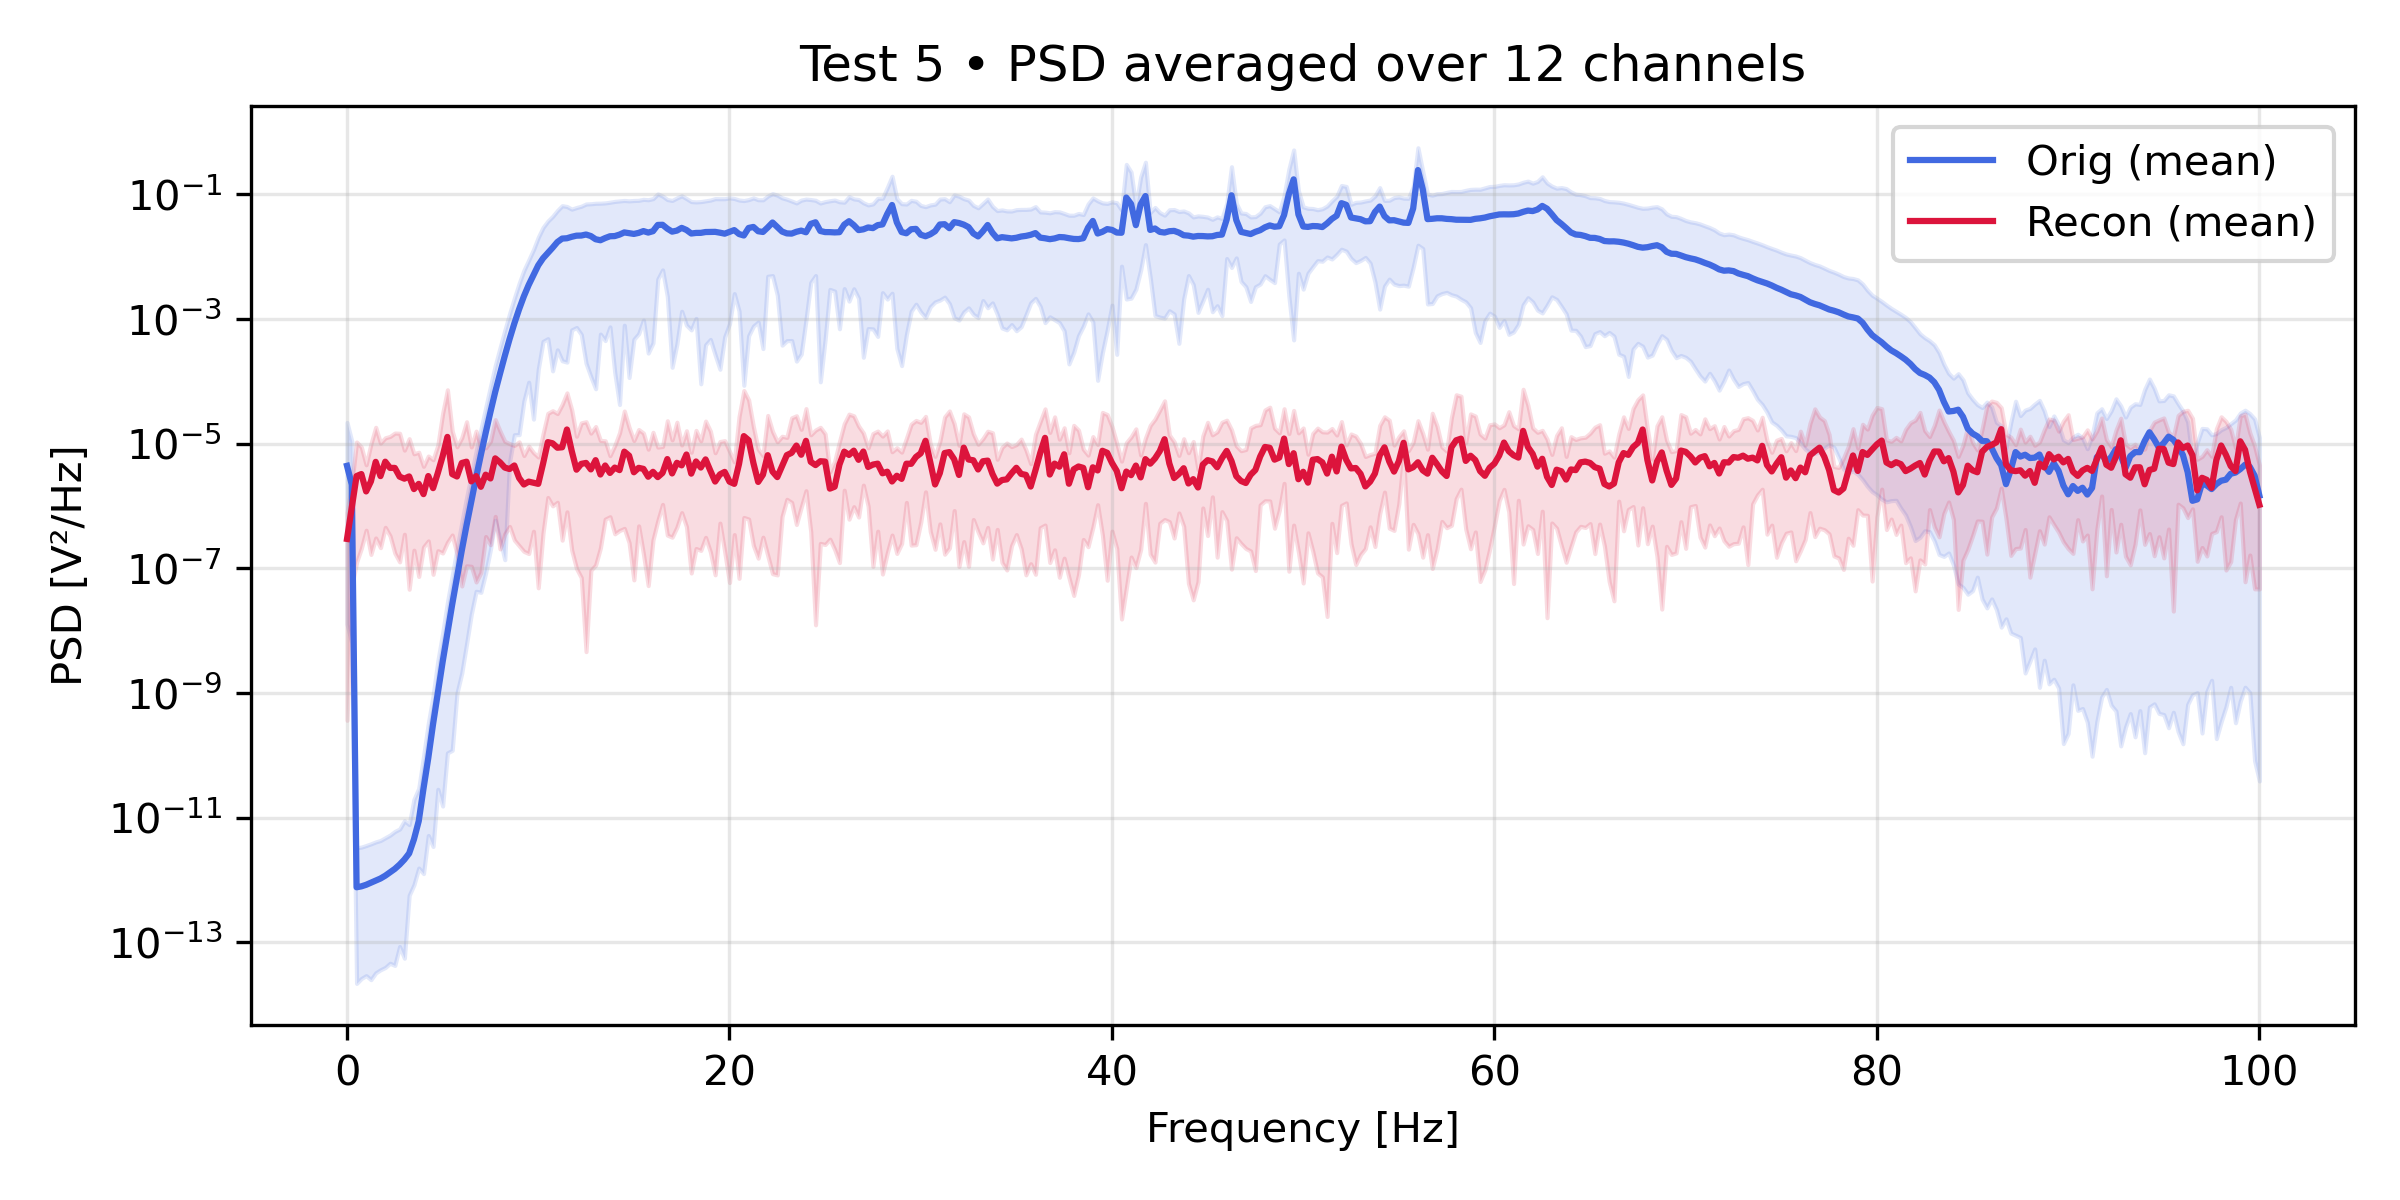 Test 5 • PSD averaged over 12 channels
Orig (mean)
Recon (mean)
PSD [V²/Hz]
10⁻¹
10⁻³
10⁻⁵
10⁻⁷
10⁻⁹
10⁻¹¹
10⁻¹³
0 20 40 60 80 100
Frequency [Hz]